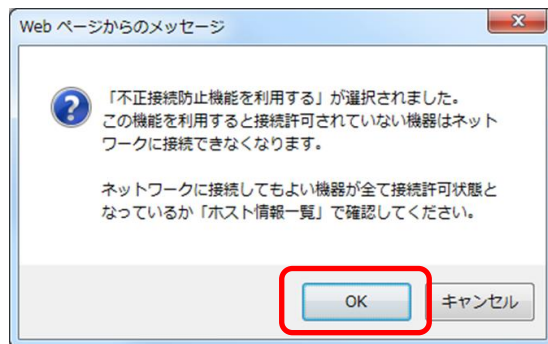 Web ページからのメッセージ
「不正接続防止機能を利用する」が選択されました。
この機能を利用すると接続許可されていない機器はネット
ワークに接続できなくなります。
ネットワークに接続してもよい機器が全て接続許可状態と
なっているか「ホスト情報一覧」で確認してください。
OK
キャンセル